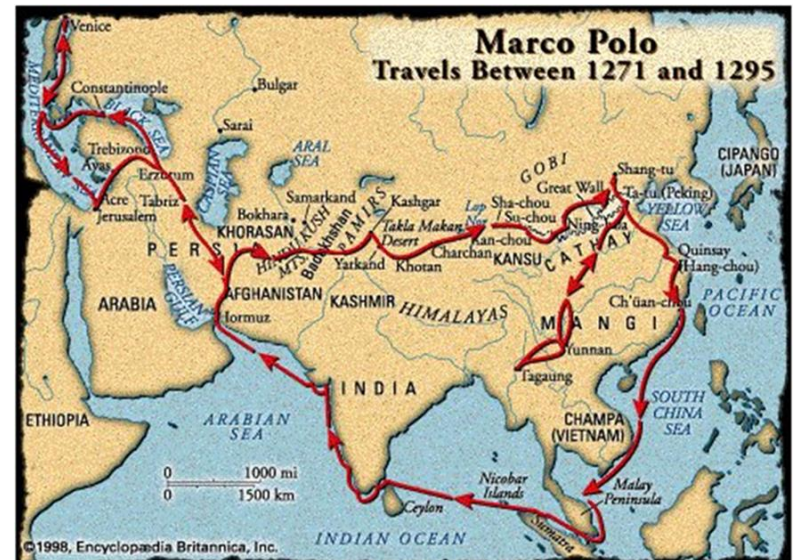 Marco Polo
Travels Between 1271 and 1295
Venice
MEDITER
Constantinople
BLACK SEA
Bulgar
Sarai
ARAL
SEA
CASPIAN
SEA
Trebizond
Ayas
SEA
Erzurum
Acre
Jerusalem
Tabriz
Samarkand
Bokhara
KHORASAN
HINDU KUSH
MTS.
Badakhshan
PAMIRS
Kashgar
Takla Makan
Desert
Yarkand
Khotan
Lop
Nor
Charchan
Sha-chou
Su-chou
Kan-chou
KANSU
GOBI
Great Wall
Ning-sia
CATHAY
Shang-tu
Ta-tu (Peking)
YELLOW
SEA
CIPANGO
(JAPAN)
Quinsay
(Hang-chou)
PACIFIC
OCEAN
Ch'üan-chou
PERSIA
PERSIAN
GULF
ARABIA
AFGHANISTAN
KASHMIR
HIMALAYAS
Hormuz
MANGI
Yunnan
Tagaung
INDIA
ETHIOPIA
ARABIAN
SEA
CHAMPA
(VIETNAM)
SOUTH
CHINA
SEA
0 1000 mi
0 1500 km
Nicobar
Islands
Malay
Peninsula
Ceylon
Sumatra
INDIAN OCEAN
©1998, Encyclopædia Britannica, Inc.